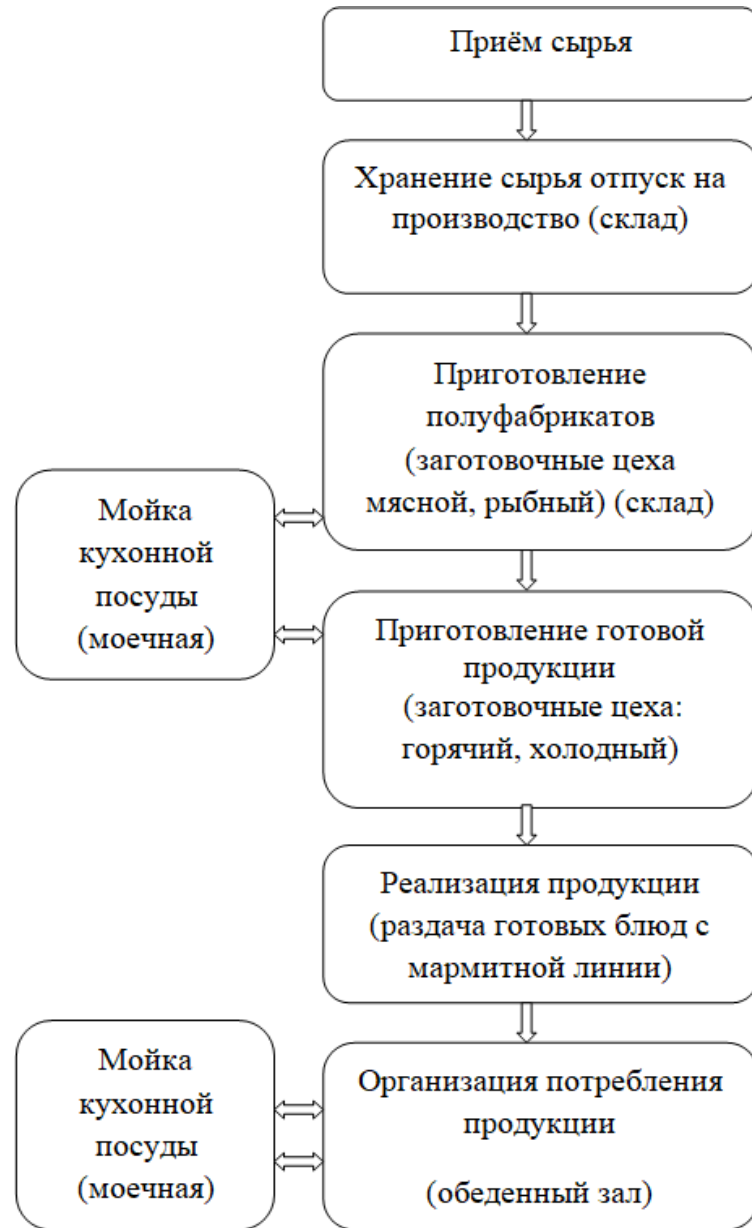 Приём сырья
Хранение сырья отпуск на
производство (склад)
Приготовление
полуфабрикатов
(заготовочные цеха
мясной, рыбный) (склад)
Мойка
кухонной
посуды
(моечная)
Приготовление готовой
продукции
(заготовочные цеха:
горячий, холодный)
Реализация продукции
(раздача готовых блюд с
мармитной линии)
Мойка
кухонной
посуды
(моечная)
Организация потребления
продукции
(обеденный зал)